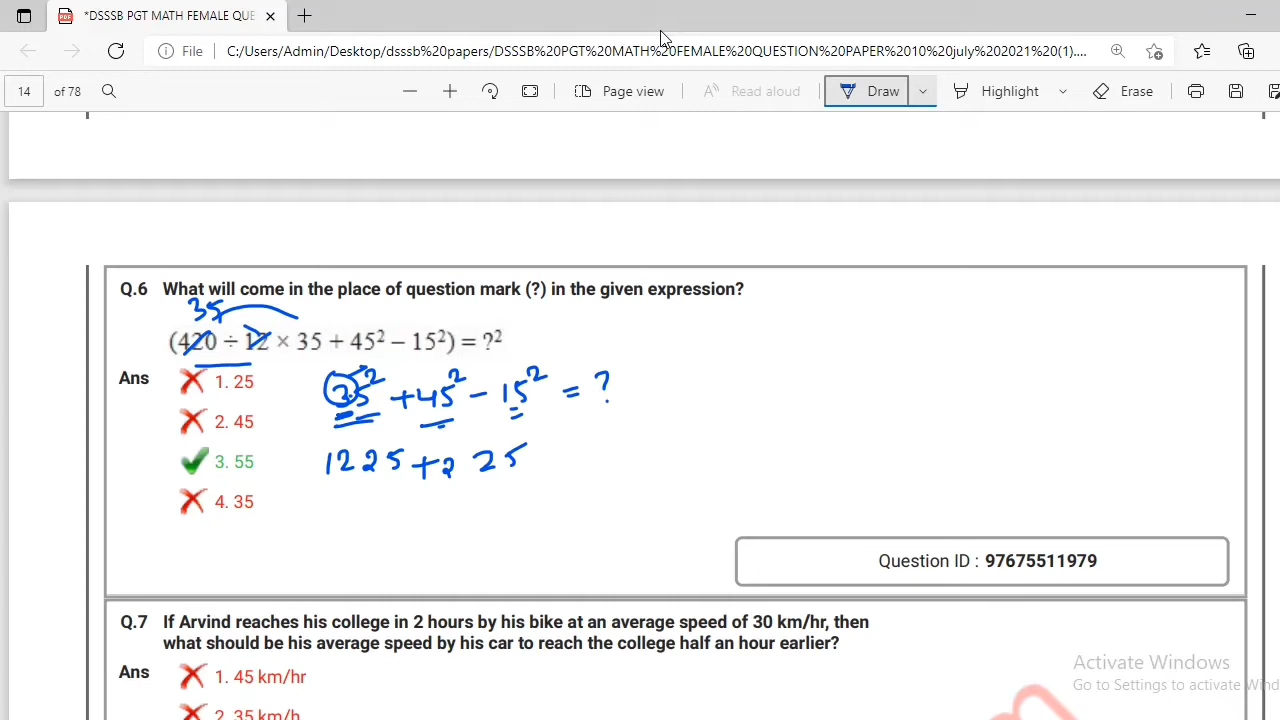 *DSSSB PGT MATH FEMALE QUE
File
C:/Users/Admin/Desktop/dsssb%20papers/DSSSB%20PGT%20MATH%20FEMALE%20QUESTION%20PAPER%2010%20july%202021%20(1)....
14 of 78
Page view
Read aloud
Draw
Highlight
Erase
Q.6 What will come in the place of question mark (?) in the given expression?
35
(420 ÷ 12 × 35 + 45² – 15²) = ?²
Ans
1. 25
35² + 45² – 15² = ?
2. 45
3. 55
1225 + 2 25
4. 35
Question ID : 97675511979
Q.7 If Arvind reaches his college in 2 hours by his bike at an average speed of 30 km/hr, then
what should be his average speed by his car to reach the college half an hour earlier?
Ans
1. 45 km/hr
2. 35 km/h
Activate Windows
Go to Settings to activate Wind